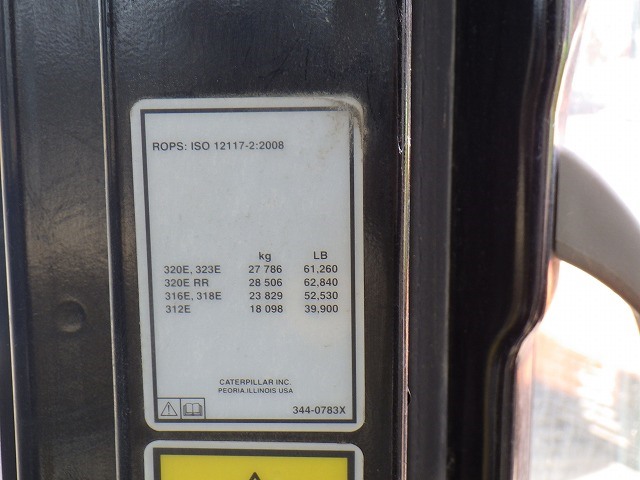 ROPS: ISO 12117-2:2008
kg LB
320E, 323E 27 786 61,260
320E RR 28 506 62,840
316E, 318E 23 829 52,530
312E 18 098 39,900
CATERPILLAR INC.
PEORIA,ILLINOIS USA
344-0783X